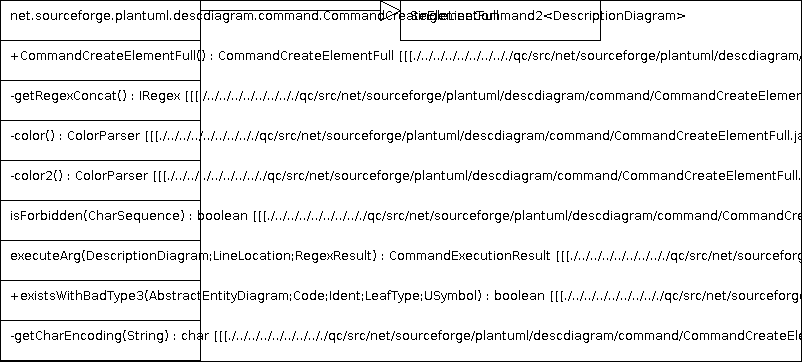 net.sourceforge.plantuml.descdiagram.command.CommandCreateElementFull
SingleLineCommand2<DescriptionDiagram>
+CommandCreateElementFull() : CommandCreateElementFull [[[./../../../../../../../../qc/src/net/sourceforge/plantuml/descdiagram/
-getRegexConcat() : IRegex [[[./../../../../../../../../qc/src/net/sourceforge/plantuml/descdiagram/command/CommandCreateElemen
-color() : ColorParser [[[./../../../../../../../../qc/src/net/sourceforge/plantuml/descdiagram/command/CommandCreateElementFull.ja
-color2() : ColorParser [[[./../../../../../../../../qc/src/net/sourceforge/plantuml/descdiagram/command/CommandCreateElementFull.
isForbidden(CharSequence) : boolean [[[./../../../../../../../../qc/src/net/sourceforge/plantuml/descdiagram/command/CommandCre
executeArg(DescriptionDiagram;LineLocation;RegexResult) : CommandExecutionResult [[[./../../../../../../../../qc/src/net/sourceforg
+existsWithBadType3(AbstractEntityDiagram;Code;Ident;LeafType;USymbol) : boolean [[[./../../../../../../../../qc/src/net/sourceforge
-getCharEncoding(String) : char [[[./../../../../../../../../qc/src/net/sourceforge/plantuml/descdiagram/command/CommandCreateEle